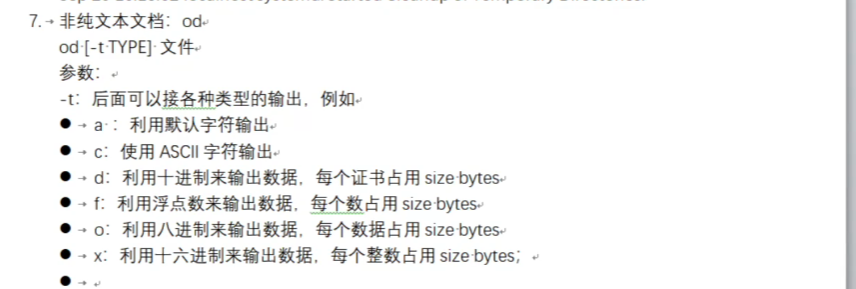 7. 非纯文本文档：od
od [-t TYPE] 文件
参数：
-t：后面可以接各种类型的输出，例如
● a ：利用默认字符输出
● c：使用 ASCII 字符输出
● d：利用十进制来输出数据，每个证书占用 size bytes
● f：利用浮点数来输出数据，每个数占用 size bytes
● o：利用八进制来输出数据，每个数据占用 size bytes
● x：利用十六进制来输出数据，每个整数占用 size bytes；
●